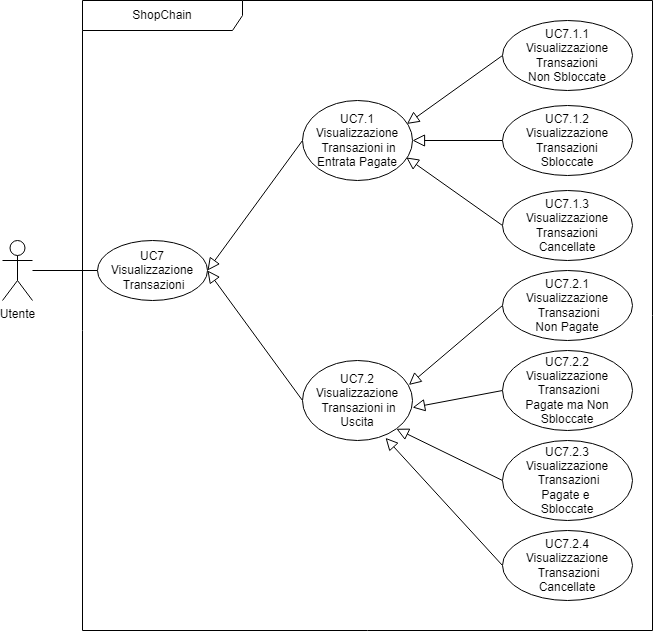 ShopChain
UC7.1.1
Visualizzazione
Transazioni
Non Sbloccate
UC7.1
Visualizzazione
Transazioni in
Entrata Pagate
UC7.1.2
Visualizzazione
Transazioni
Sbloccate
UC7.1.3
Visualizzazione
Transazioni
Cancellate
UC7
Visualizzazione
Transazioni
Utente
UC7.2.1
Visualizzazione
Transazioni
Non Pagate
UC7.2
Visualizzazione
Transazioni in
Uscita
UC7.2.2
Visualizzazione
Transazioni
Pagate ma Non
Sbloccate
UC7.2.3
Visualizzazione
Transazioni
Pagate e
Sbloccate
UC7.2.4
Visualizzazione
Transazioni
Cancellate